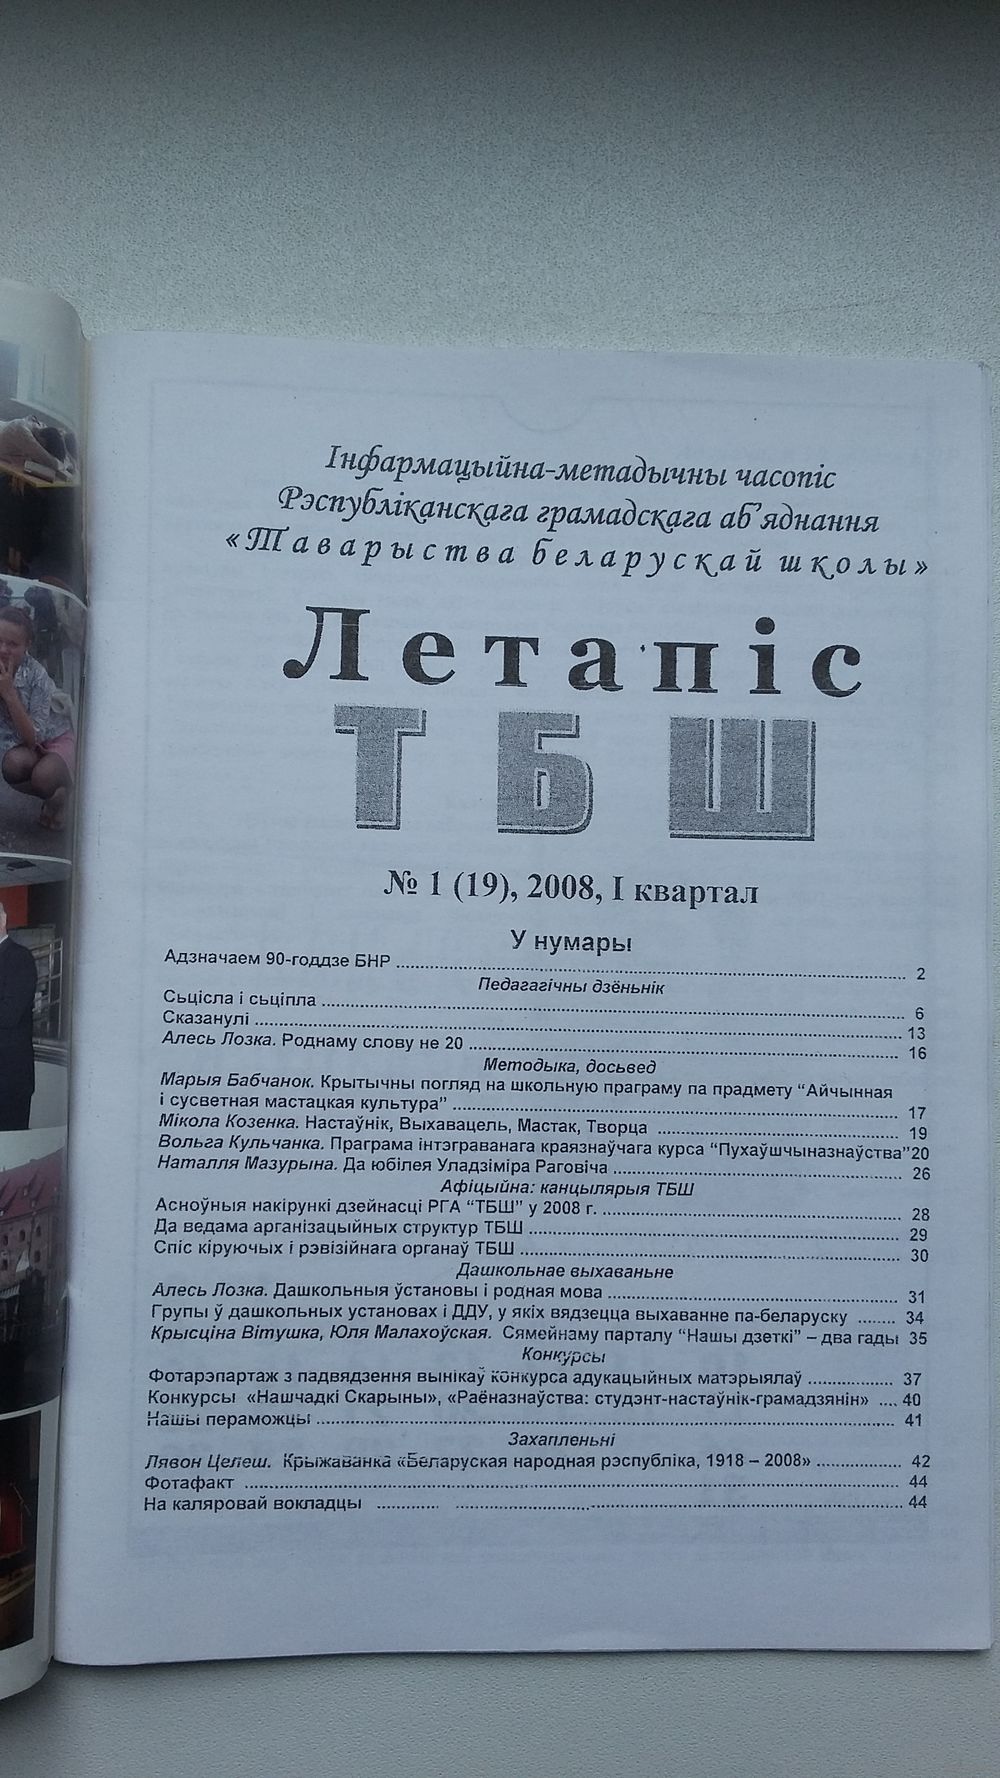 Інфармацыйна-метадычны часопіс
Рэспубліканскага грамадскага аб’яднання
«Таварыства беларускай школы»
Летапіс
ТБШ
№ 1 (19), 2008, I квартал
У нумары
Адзначаем 90-годдзе БНР ... 2
Педагагічны дзённьік
Сьцісла і сьціпла ... 6
Сказанулі ... 13
Алесь Лозка. Роднаму слову не 20 ... 16
Методыка, досьвед
Марыя Бабчанок. Крытычны погляд на школьную праграму па прадмету “Айчынная
і сусветная мастацкая культура” ... 17
Мікола Козенка. Настаўнік, Выхавацель, Мастак, Творца ... 19
Вольга Кульчанка. Праграма інтэграванага краязнаўчага курса “Пухаўшчыназнаўства”20
Наталля Мазурына. Да юбілея Уладзіміра Раговіча ... 26
Афіцыйна: канцылярыя ТБШ
Асноўныя накірункі дзейнасці РГА “ТБШ” у 2008 г. ... 28
Да ведама арганізацыйных структур ТБШ ... 29
Спіс кіруючых і рэвізійнага органаў ТБШ ... 30
Дашкольнае выхаваньне
Алесь Лозка. Дашкольныя ўстановы і родная мова ... 31
Групы ў дашкольных установах і ДДУ, у якіх вядзецца выхаванне па-беларуску ... 34
Крысціна Вітушка, Юля Малахоўская. Сямейнаму парталу “Нашы дзеткі” – два гады 35
Конкурсы
Фотарэпартаж з падвядзення вынікаў конкурса адукацыйных матэрыялаў ... 37
Конкурсы «Нашчадкі Скарыны», «Раёназнаўства: студэнт-настаўнік-грамадзянін» ... 40
Нашы пераможцы ... 41
Захапленьні
Лявон Целеш. Крыжаванка «Беларуская народная рэспубліка, 1918 – 2008» ... 42
Фотафакт ... 44
На каляровай вокладцы ... 44